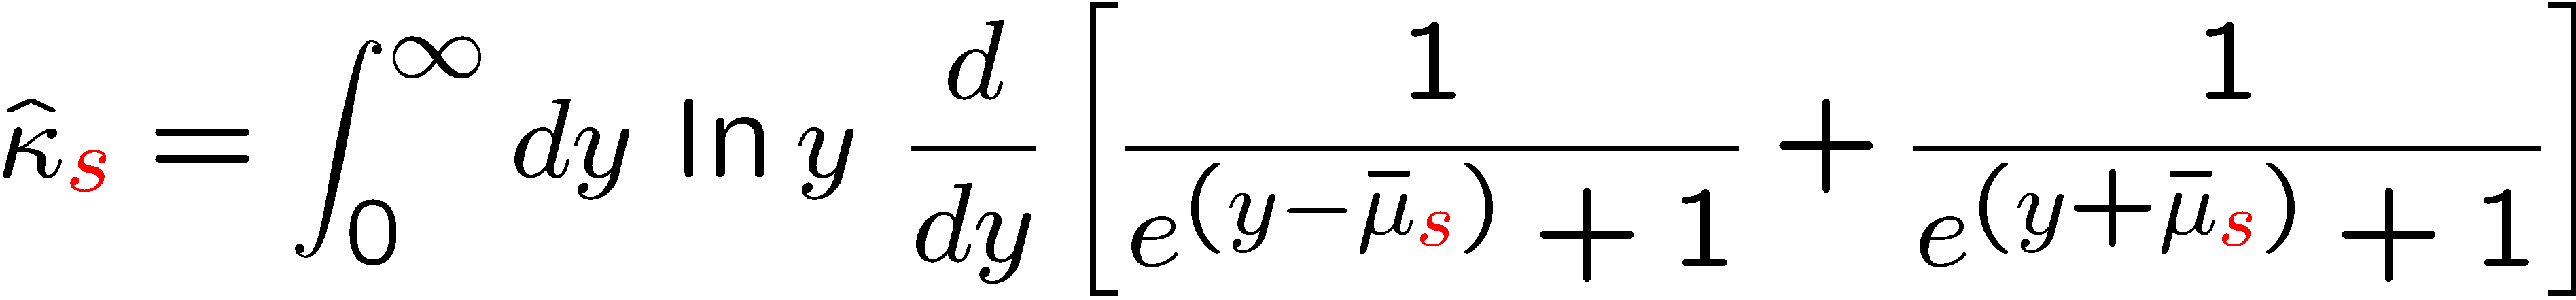 $\widehat{\kappa}_s = \int_0^\infty dy \ \ln y \ \frac{d}{dy} \left[ \frac{1}{e^{(y-\bar{\mu}_s)}+1} + \frac{1}{e^{(y+\bar{\mu}_s)}+1} \right]$